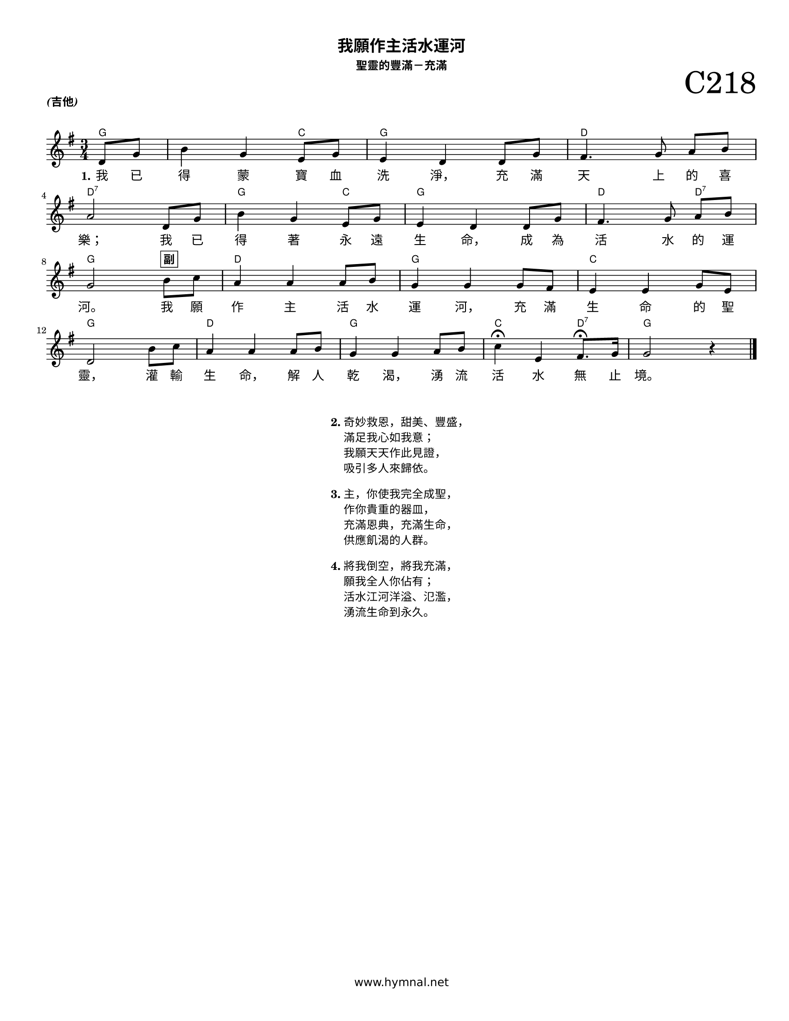 我願作主活水運河
聖靈的豐滿－充滿
C218
(吉他)
G C G D
1. 我 已 得 蒙 寶 血 洗 淨， 充 滿 天 上 的 喜
4 D7 G C G D D7
樂； 我 已 得 著 永 遠 生 命， 成 為 活 水 的 運
8 G 副 D G C
河。 我 願 作 主 活 水 運 河， 充 滿 生 命 的 聖
12 G D G C D7 G
靈， 灌 輸 生 命， 解 人 乾 渴， 湧 流 活 水 無 止 境。
2. 奇妙救恩，甜美、豐盛，
滿足我心如我意；
我願天天作此見證，
吸引多人來歸依。
3. 主，你使我完全成聖，
作你貴重的器皿，
充滿恩典，充滿生命，
供應飢渴的人群。
4. 將我倒空，將我充滿，
願我全人你佔有；
活水江河洋溢、氾濫，
湧流生命到永久。
www.hymnal.net